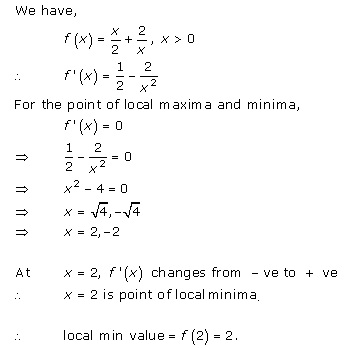 We have,
f(x) = x/2 + 2/x, x > 0
∴ f'(x) = 1/2 − 2/x²
For the point of local maxima and minima,
f'(x) = 0
⇒ 1/2 − 2/x² = 0
⇒ x² − 4 = 0
⇒ x = √4, −√4
⇒ x = 2, −2
At x = 2, f'(x) changes from − ve to + ve
∴ x = 2 is point of local minima.
∴ local min value = f(2) = 2.